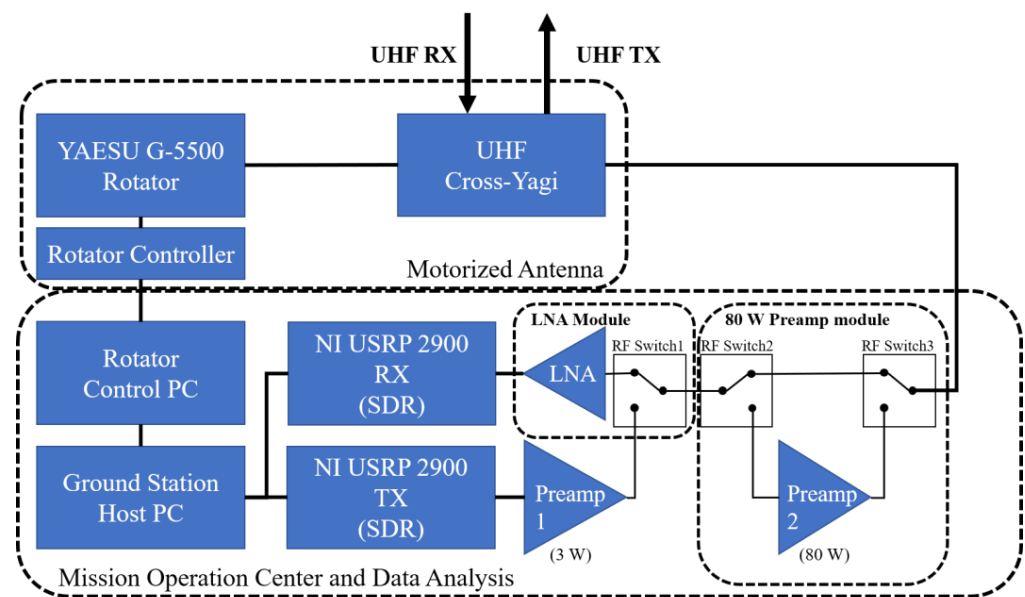 UHF RX
UHF TX
YAESU G-5500
Rotator
UHF
Cross-Yagi
Rotator Controller
Motorized Antenna
Rotator
Control PC
NI USRP 2900
RX
(SDR)
LNA Module
LNA
RF Switch1
80 W Preamp module
RF Switch2
RF Switch3
Ground Station
Host PC
NI USRP 2900
TX
(SDR)
Preamp
1
(3 W)
Preamp
2
(80 W)
Mission Operation Center and Data Analysis